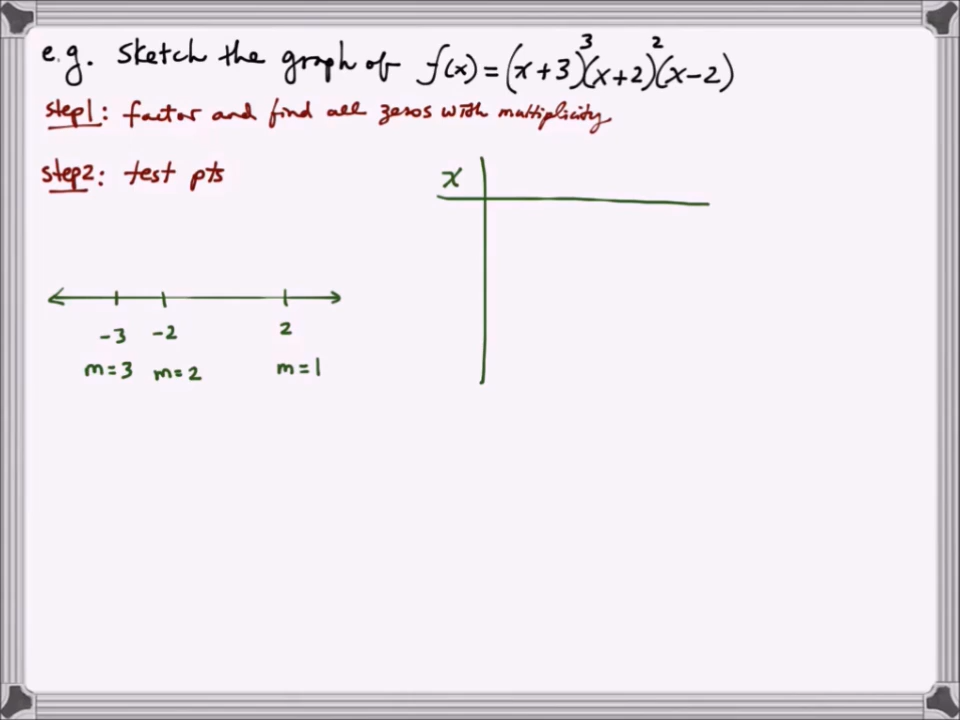 e.g. Sketch the graph of f(x) = (x+3)³(x+2)²(x-2)
step1: factor and find all zeros with multiplicity
step2: test pts
x
-3 -2 2
m=3 m=2 m=1